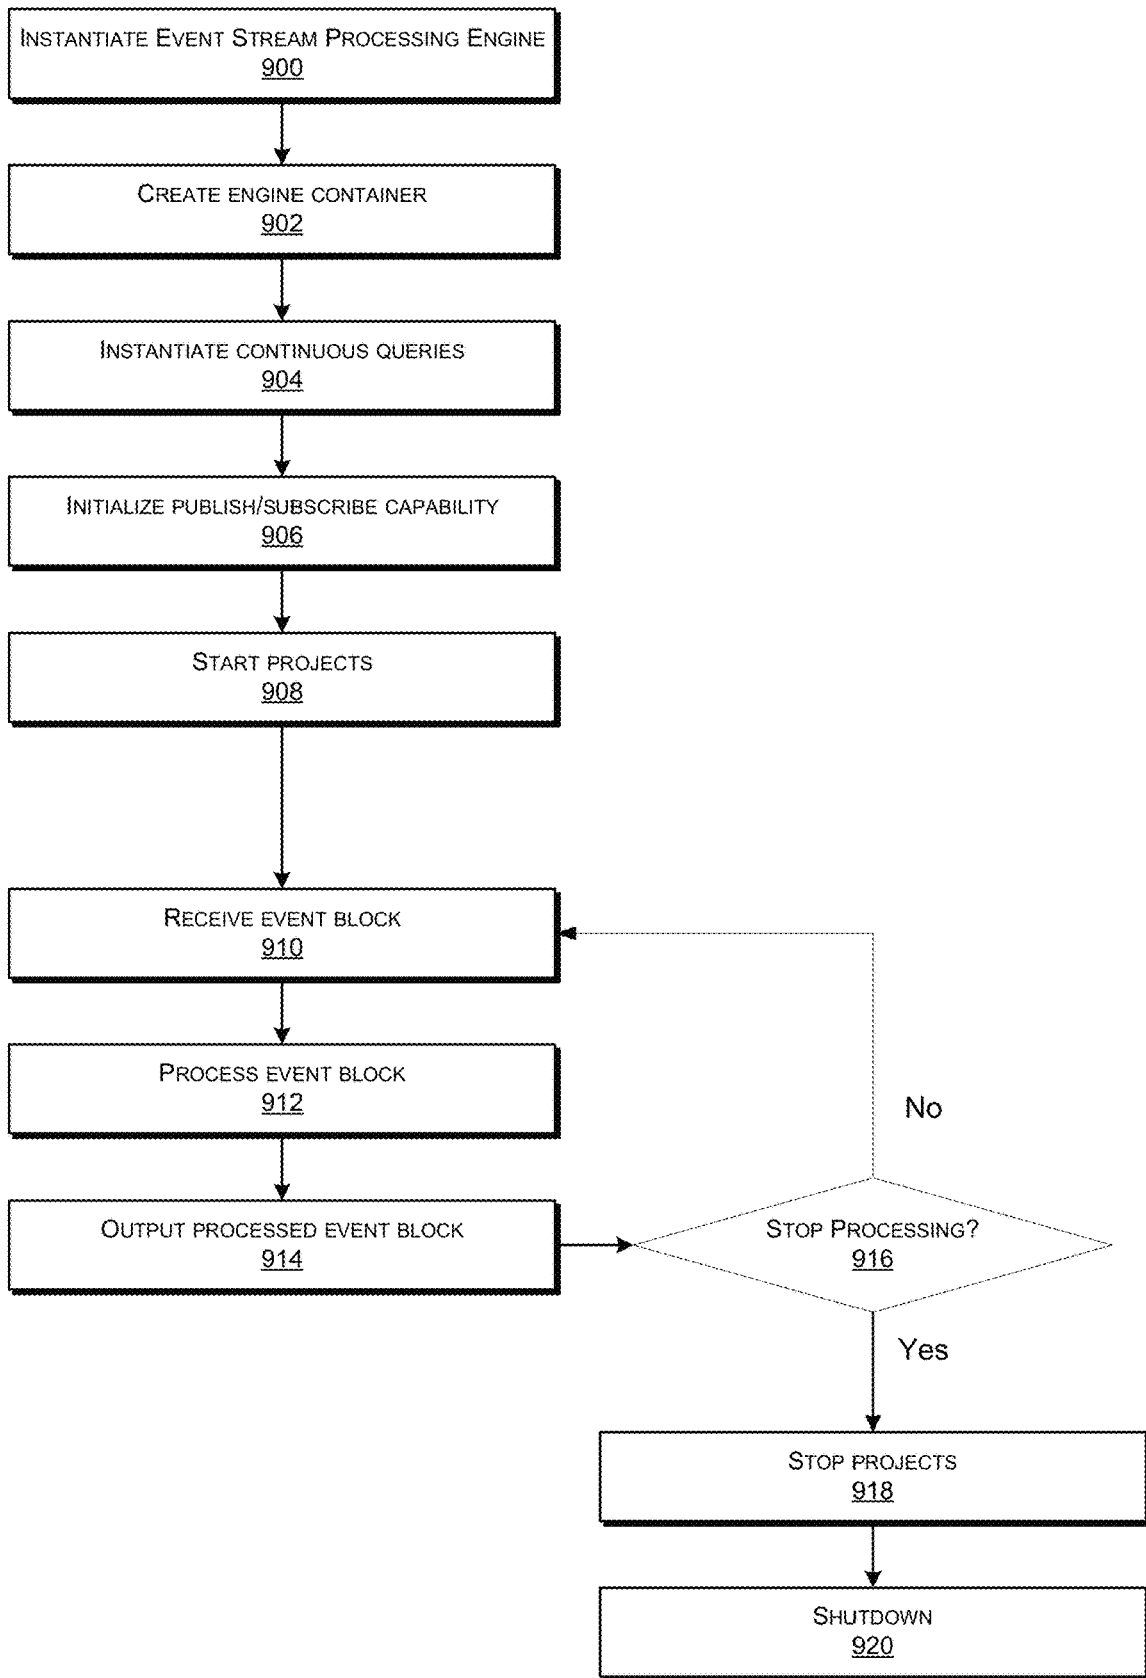 INSTANTIATE EVENT STREAM PROCESSING ENGINE
900
CREATE ENGINE CONTAINER
902
INSTANTIATE CONTINUOUS QUERIES
904
INITIALIZE PUBLISH/SUBSCRIBE CAPABILITY
906
START PROJECTS
908
RECEIVE EVENT BLOCK
910
PROCESS EVENT BLOCK
912
No
OUTPUT PROCESSED EVENT BLOCK
914
STOP PROCESSING?
916
Yes
STOP PROJECTS
918
SHUTDOWN
920